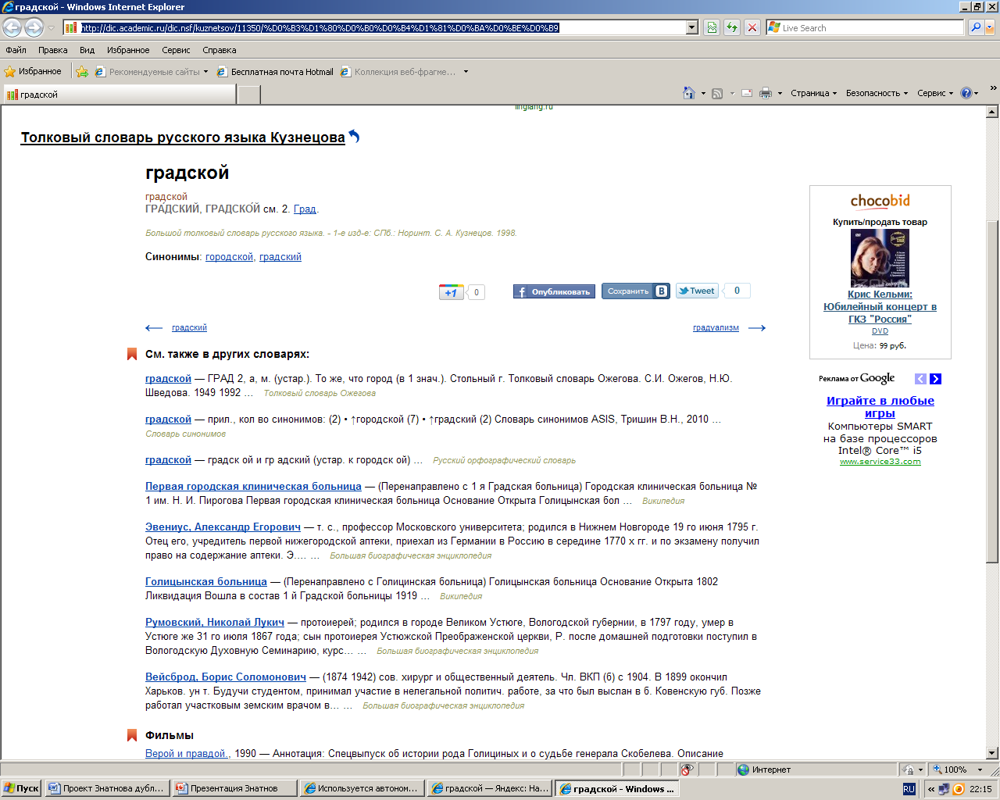 градской - Windows Internet Explorer
http://dic.academic.ru/dic.nsf/kuznetsov/11350/%D0%B3%D1%80%D0%B0%D0%B4%D1%81%D0%BA%D0%BE%D0%B9
Live Search
Файл Правка Вид Избранное Сервис Справка
Избранное Рекомендуемые сайты Бесплатная почта Hotmail Коллекция веб-фрагме...
градской
Страница Безопасность Сервис
linglang.ru
Толковый словарь русского языка Кузнецова
градской
градской
ГРА́ДСКИЙ, ГРАДСКО́Й см. 2. Град.
Большой толковый словарь русского языка. - 1-е изд-е: СПб.: Норинт. С. А. Кузнецов. 1998.
Синонимы: городской, градский
+1 0 Опубликовать Сохранить В Tweet 0
градский градуализм
См. также в других словарях:
градской — ГРАД 2, а, м. (устар.). То же, что город (в 1 знач.). Стольный г. Толковый словарь Ожегова. С.И. Ожегов, Н.Ю.
Шведова. 1949 1992 … Толковый словарь Ожегова
градской — прил., кол во синонимов: (2) • ↑городской (7) • ↑градский (2) Словарь синонимов ASIS, Тришин В.Н., 2010 …
Словарь синонимов
градской — градск ой и гр адский (устар. к городск ой) … Русский орфографический словарь
Первая городская клиническая больница — (Перенаправлено с 1 я Градская больница) Городская клиническая больница №
1 им. Н. И. Пирогова Первая городская клиническая больница Основание Открыта Голицынская бол … Википедия
Эвениус, Александр Егорович — т. с., профессор Московского университета; родился в Нижнем Новгороде 19 го июня 1795 г.
Отец его, учредитель первой нижегородской аптеки, приехал из Германии в Россию в середине 1770 х гг. и по экзамену получил
право на содержание аптеки. Э.… … Большая биографическая энциклопедия
Голицынская больница — (Перенаправлено с Голицинская больница) Голицынская больница Основание Открыта 1802
Ликвидация Вошла в состав 1 й Градской больницы 1919 … Википедия
Румовский, Николай Лукич — протоиерей; родился в городе Великом Устюге, Вологодской губернии, в 1797 году, умер в
Устюге же 31 го июля 1867 года; сын протоиерея Устюжской Преображенской церкви, Р. после домашней подготовки поступил в
Вологодскую Духовную Семинарию, курс… … Большая биографическая энциклопедия
Вейсброд, Борис Соломонович — (1874 1942) сов. хирург и общественный деятель. Чл. ВКП (б) с 1904. В 1899 окончил
Харьков. ун т. Будучи студентом, принимал участие в нелегальной политич. работе, за что был выслан в б. Ковенскую губ. Позже
работал участковым земским врачом в… … Большая биографическая энциклопедия
Фильмы
Верой и правдой., 1990 — Аннотация: Спецвыпуск об истории рода Голициных и о судьбе генерала Скобелева. Описание
chocobid
Купить/продать товар
Крис Кельми:
Юбилейный концерт в
ГКЗ "Россия"
DVD
Цена: 99 руб.
Реклама от Google
Играйте в любые
игры
Компьютеры SMART
на базе процессоров
Intel® Core™ i5
www.service33.com
Интернет 100%
Пуск Проект Знатнова дубл... Презентация Знатнов Используется автоном... градской — Яндекс: На... градской - Windows ... RU 22:15